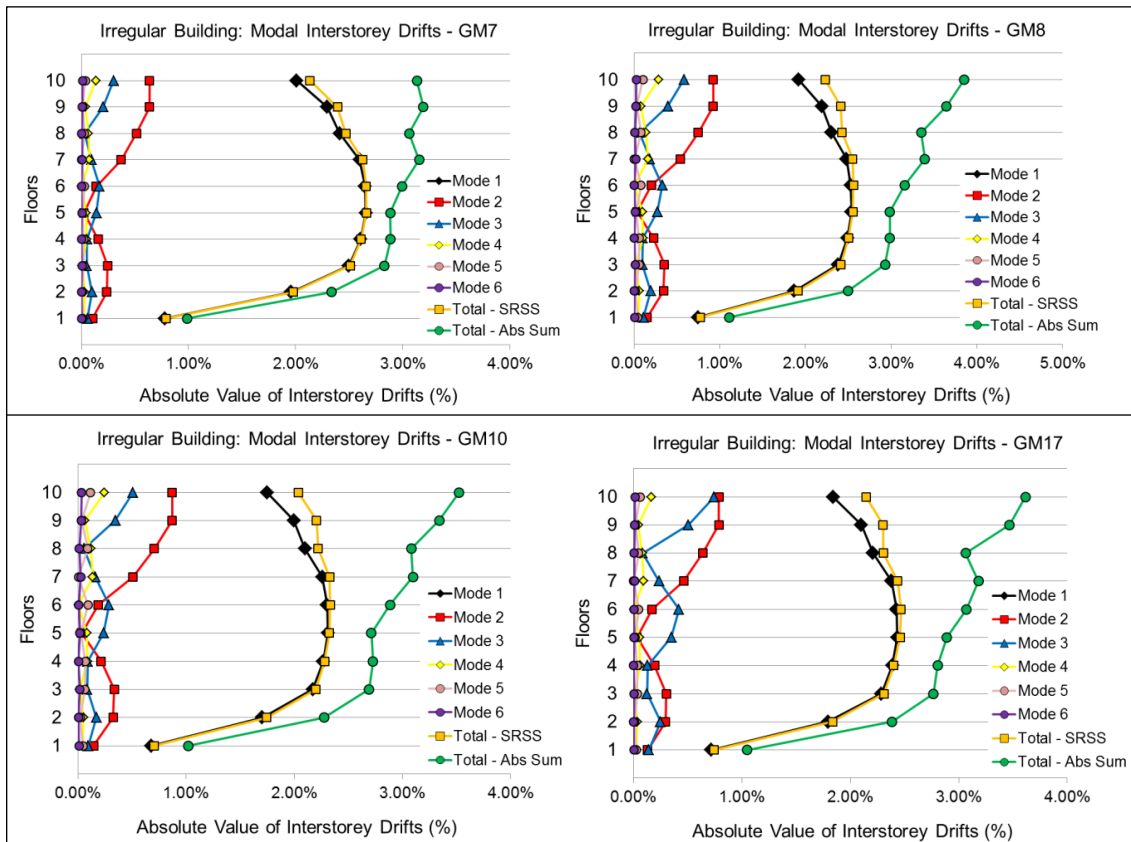 Irregular Building: Modal Interstorey Drifts - GM7
Floors
10
9
8
7
6
5
4
3
2
1
Mode 1
Mode 2
Mode 3
Mode 4
Mode 5
Mode 6
Total - SRSS
Total - Abs Sum
0.00% 1.00% 2.00% 3.00% 4.00%
Absolute Value of Interstorey Drifts (%)
Irregular Building: Modal Interstorey Drifts - GM8
Floors
10
9
8
7
6
5
4
3
2
1
Mode 1
Mode 2
Mode 3
Mode 4
Mode 5
Mode 6
Total - SRSS
Total - Abs Sum
0.00% 1.00% 2.00% 3.00% 4.00% 5.00%
Absolute Value of Interstorey Drifts (%)
Irregular Building: Modal Interstorey Drifts - GM10
Floors
10
9
8
7
6
5
4
3
2
1
Mode 1
Mode 2
Mode 3
Mode 4
Mode 5
Mode 6
Total - SRSS
Total - Abs Sum
0.00% 1.00% 2.00% 3.00% 4.00%
Absolute Value of Interstorey Drifts (%)
Irregular Building: Modal Interstorey Drifts - GM17
Floors
10
9
8
7
6
5
4
3
2
1
Mode 1
Mode 2
Mode 3
Mode 4
Mode 5
Mode 6
Total - SRSS
Total - Abs Sum
0.00% 1.00% 2.00% 3.00% 4.00%
Absolute Value of Interstorey Drifts (%)